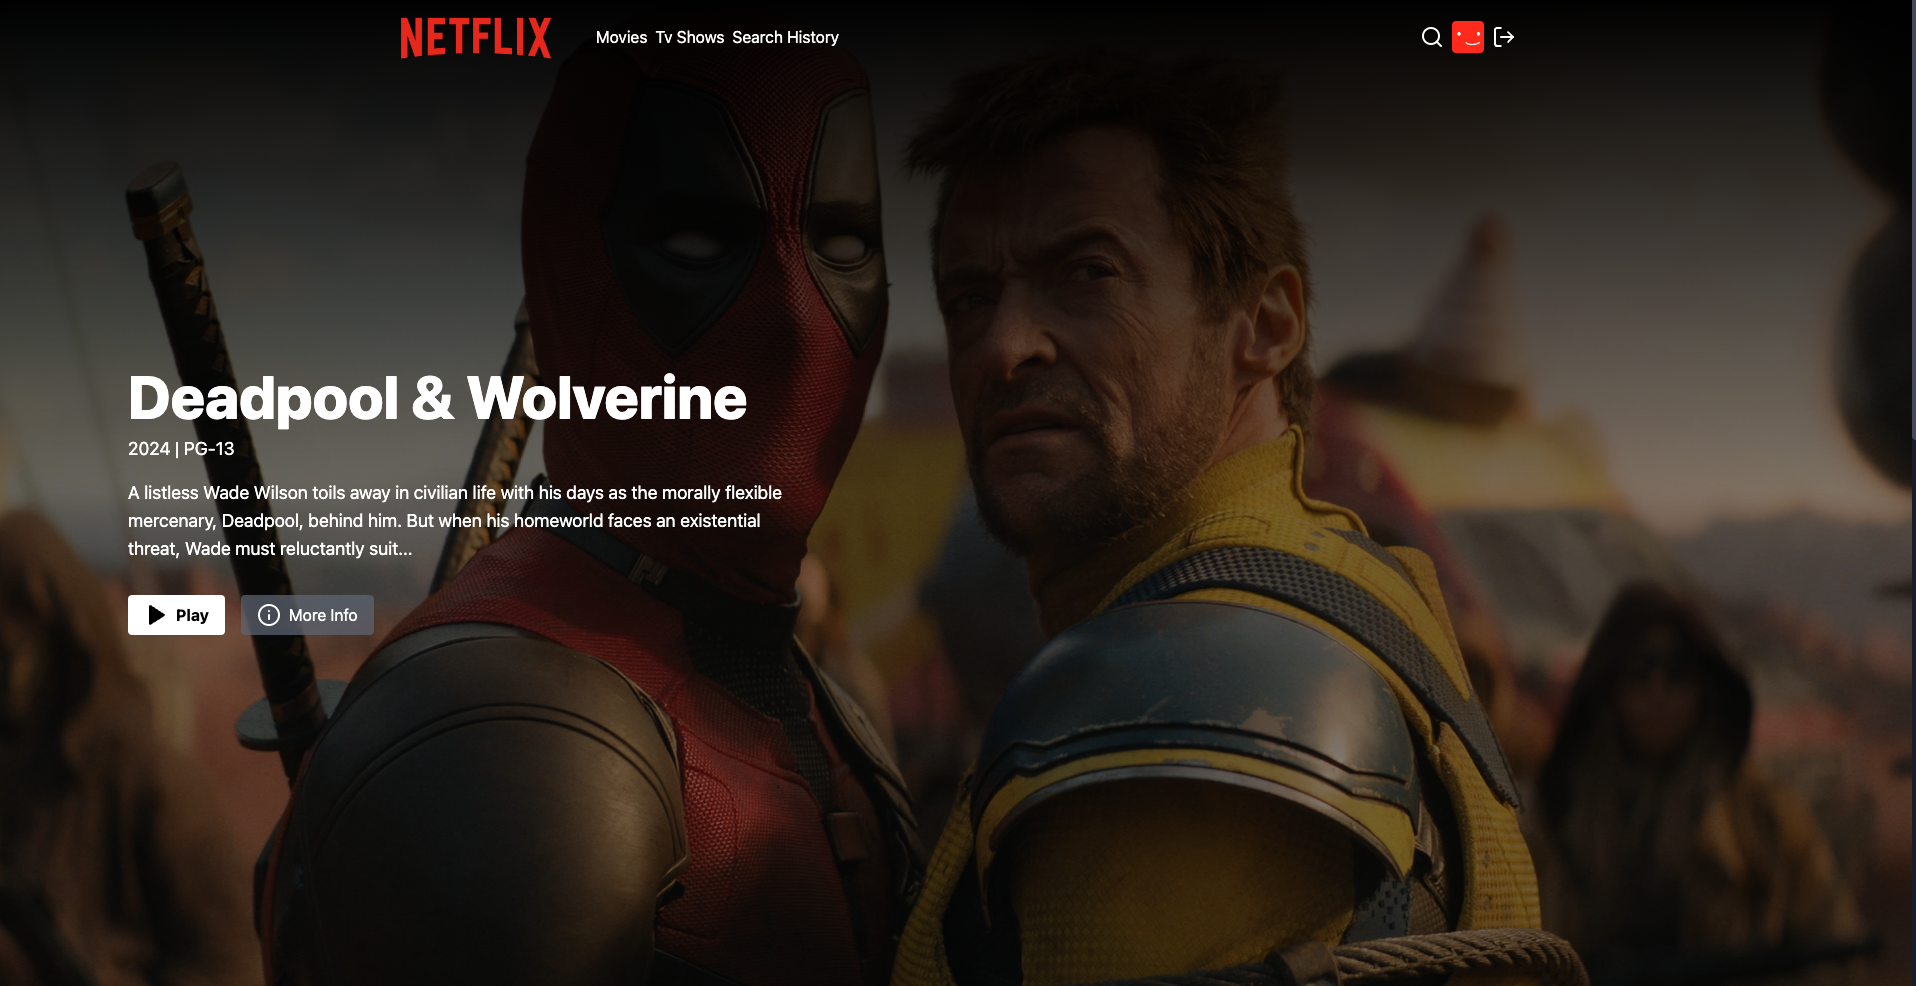 NETFLIX Movies Tv Shows Search History
Deadpool & Wolverine
2024 | PG-13
A listless Wade Wilson toils away in civilian life with his days as the morally flexible
mercenary, Deadpool, behind him. But when his homeworld faces an existential
threat, Wade must reluctantly suit...
Play More Info